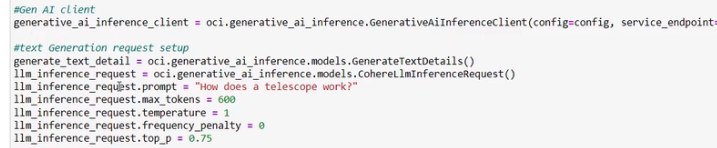 #Gen AI client
generative_ai_inference_client = oci.generative_ai_inference.GenerativeAiInferenceClient(config=config, service_endpoint=
#text Generation request setup
generate_text_detail = oci.generative_ai_inference.models.GenerateTextDetails()
llm_inference_request = oci.generative_ai_inference.models.CohereLlmInferenceRequest()
llm_inference_request.prompt = "How does a telescope work?"
llm_inference_request.max_tokens = 600
llm_inference_request.temperature = 1
llm_inference_request.frequency_penalty = 0
llm_inference_request.top_p = 0.75